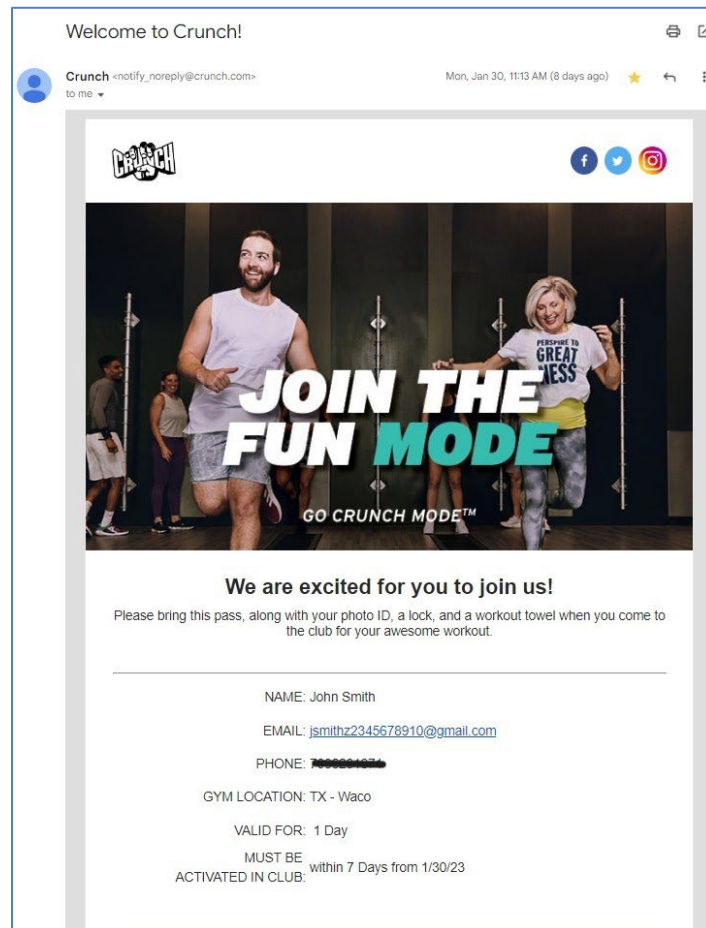 Welcome to Crunch!
Crunch <notify_noreply@crunch.com>
Mon, Jan 30, 11:13 AM (8 days ago)
to me
CRUNCH
PERSPIRE TO
GREAT
NESS
JOIN THE
FUN MODE
GO CRUNCH MODE™
We are excited for you to join us!
Please bring this pass, along with your photo ID, a lock, and a workout towel when you come to
the club for your awesome workout.
NAME: John Smith
EMAIL: jsmithz2345678910@gmail.com
PHONE:
GYM LOCATION: TX - Waco
VALID FOR: 1 Day
MUST BE
ACTIVATED IN CLUB: within 7 Days from 1/30/23